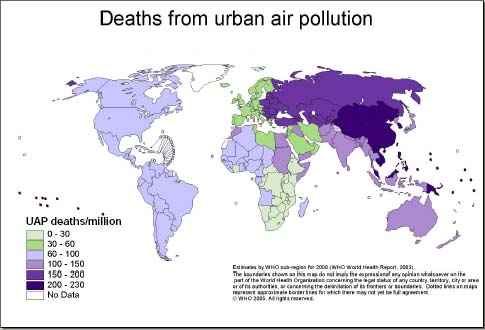 Deaths from urban air pollution
UAP deaths/million
0 - 30
30 - 60
60 - 100
100 - 150
150 - 200
200 - 230
No Data
Estimates by WHO sub-region for 2000 (WHO World Health Report, 2002).
The boundaries shown on this map do not imply the expression of any opinion whatsoever on the
part of the World Health Organization concerning the legal status of any country, territory, city or area
or of its authorities, or concerning the delimitation of its frontiers or boundaries. Dotted lines on maps
represent approximate border lines for which there may not yet be full agreement.
© WHO 2005. All rights reserved.